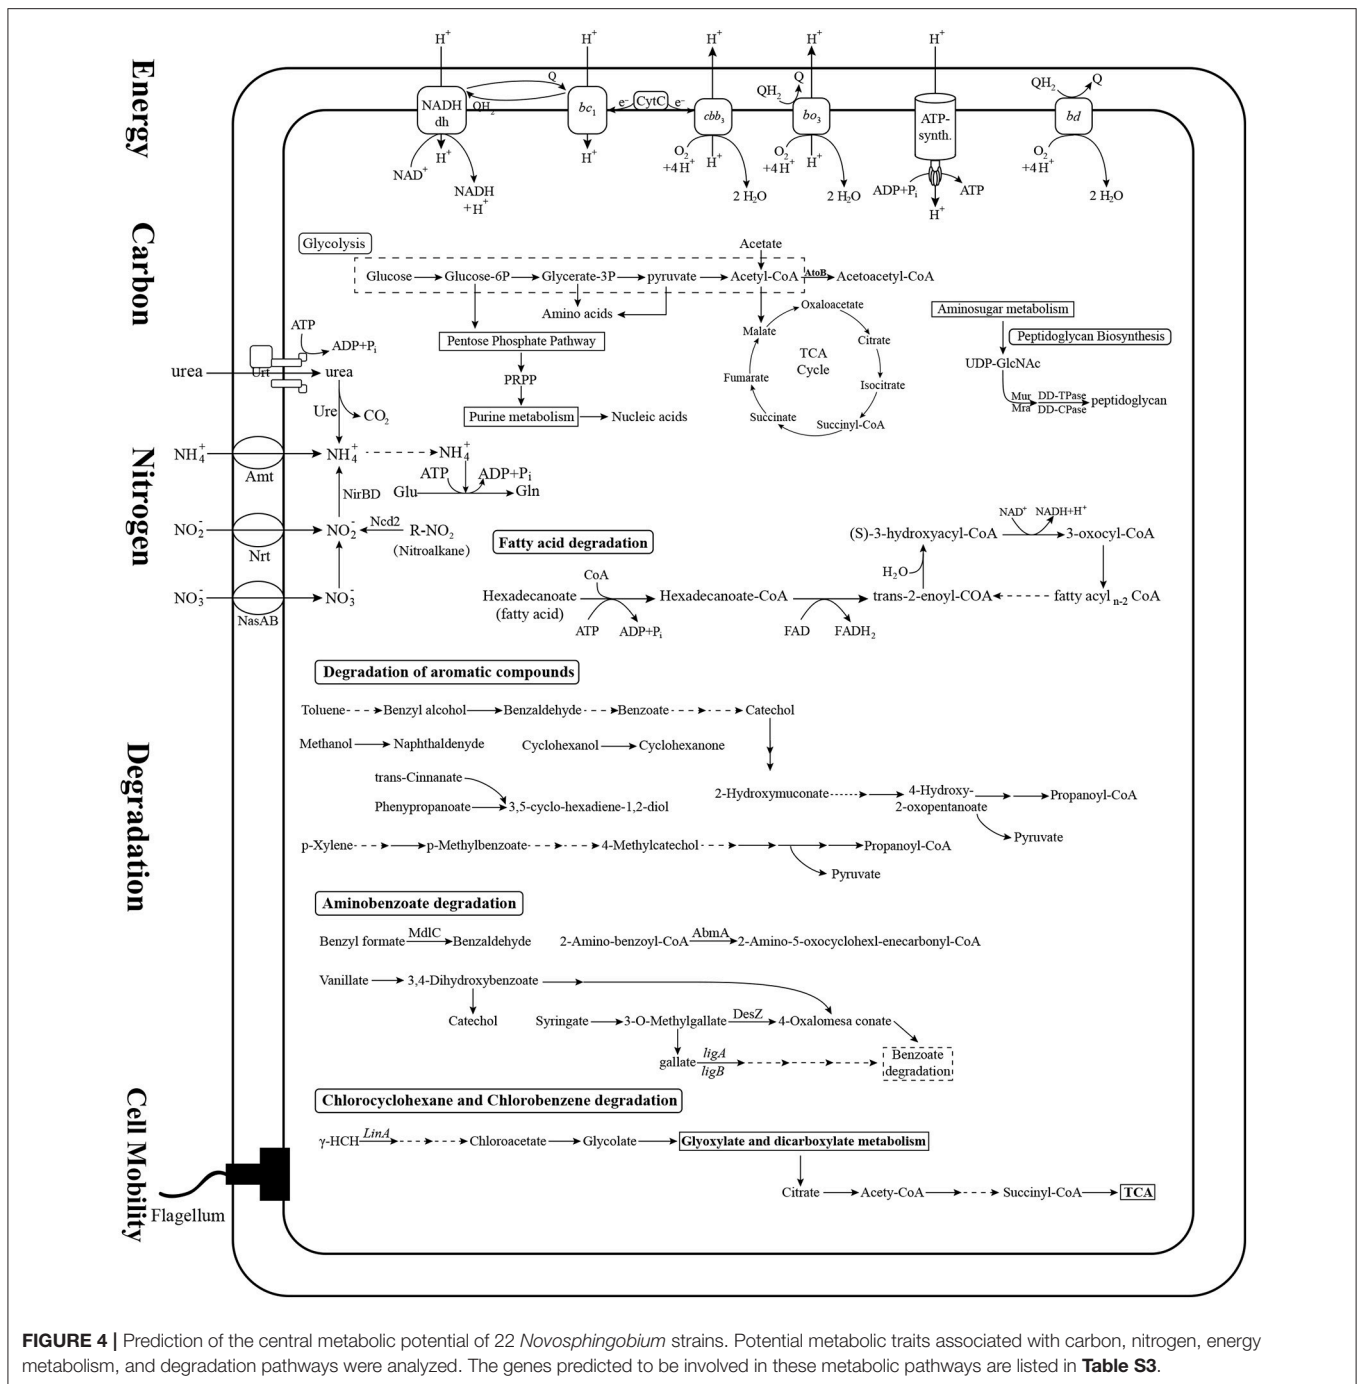 Energy
H⁺ H⁺ H⁺ H⁺ H⁺
NADH dh
Q
QH₂
bc₁
e⁻ CytC e⁻
cbb₃
QH₂ Q
bo₃
ATP-synth.
QH₂ Q
bd
H⁺
NAD⁺
NADH +H⁺
H⁺
O₂ +4H⁺
H⁺
2 H₂O
O₂ +4H⁺
H⁺
2 H₂O
ADP+Pᵢ
ATP
H⁺
O₂ +4H⁺
2 H₂O
Carbon
Glycolysis
Acetate
Glucose Glucose-6P Glycerate-3P pyruvate Acetyl-CoA AtoB Acetoacetyl-CoA
Amino acids
Pentose Phosphate Pathway
PRPP
Purine metabolism Nucleic acids
Oxaloacetate
Malate
Citrate
TCA
Cycle
Fumarate
Isocitrate
Succinate
Succinyl-CoA
Aminosugar metabolism
Peptidoglycan Biosynthesis
UDP-GlcNAc
Mur DD-TPase
Mra DD-CPase
peptidoglycan
Nitrogen
ATP
ADP+Pᵢ
urea Urt urea
Ure
CO₂
NH₄⁺ NH₄⁺ NH₄⁺
Amt
ATP ADP+Pᵢ
Glu Gln
NirBD
NO₂⁻ NO₂⁻ Ncd2 R-NO₂
Nrt
(Nitroalkane)
NO₃⁻ NO₃⁻
NasAB
Fatty acid degradation
NAD⁺ NADH+H⁺
(S)-3-hydroxyacyl-CoA 3-oxocyl-CoA
H₂O
CoA
Hexadecanoate Hexadecanoate-CoA trans-2-enoyl-COA fatty acyl n-2 CoA
(fatty acid)
ATP ADP+Pᵢ FAD FADH₂
Degradation
Degradation of aromatic compounds
Toluene Benzyl alcohol Benzaldehyde Benzoate Catechol
Methanol Naphthaldenyde Cyclohexanol Cyclohexanone
trans-Cinnanate
Phenypropanoate 3,5-cyclo-hexadiene-1,2-diol
2-Hydroxymuconate 4-Hydroxy-2-oxopentanoate Propanoyl-CoA
Pyruvate
p-Xylene p-Methylbenzoate 4-Methylcatechol Propanoyl-CoA
Pyruvate
Aminobenzoate degradation
Benzyl formate MdlC Benzaldehyde 2-Amino-benzoyl-CoA AbmA 2-Amino-5-oxocyclohexl-enecarbonyl-CoA
Vanillate 3,4-Dihydroxybenzoate
Catechol Syringate 3-O-Methylgallate DesZ 4-Oxalomesa conate
gallate ligA ligB
Benzoate
degradation
Chlorocyclohexane and Chlorobenzene degradation
γ-HCH LinA Chloroacetate Glycolate Glyoxylate and dicarboxylate metabolism
Citrate Acety-CoA Succinyl-CoA TCA
Cell Mobility
Flagellum
FIGURE 4 | Prediction of the central metabolic potential of 22 Novosphingobium strains. Potential metabolic traits associated with carbon, nitrogen, energy
metabolism, and degradation pathways were analyzed. The genes predicted to be involved in these metabolic pathways are listed in Table S3.